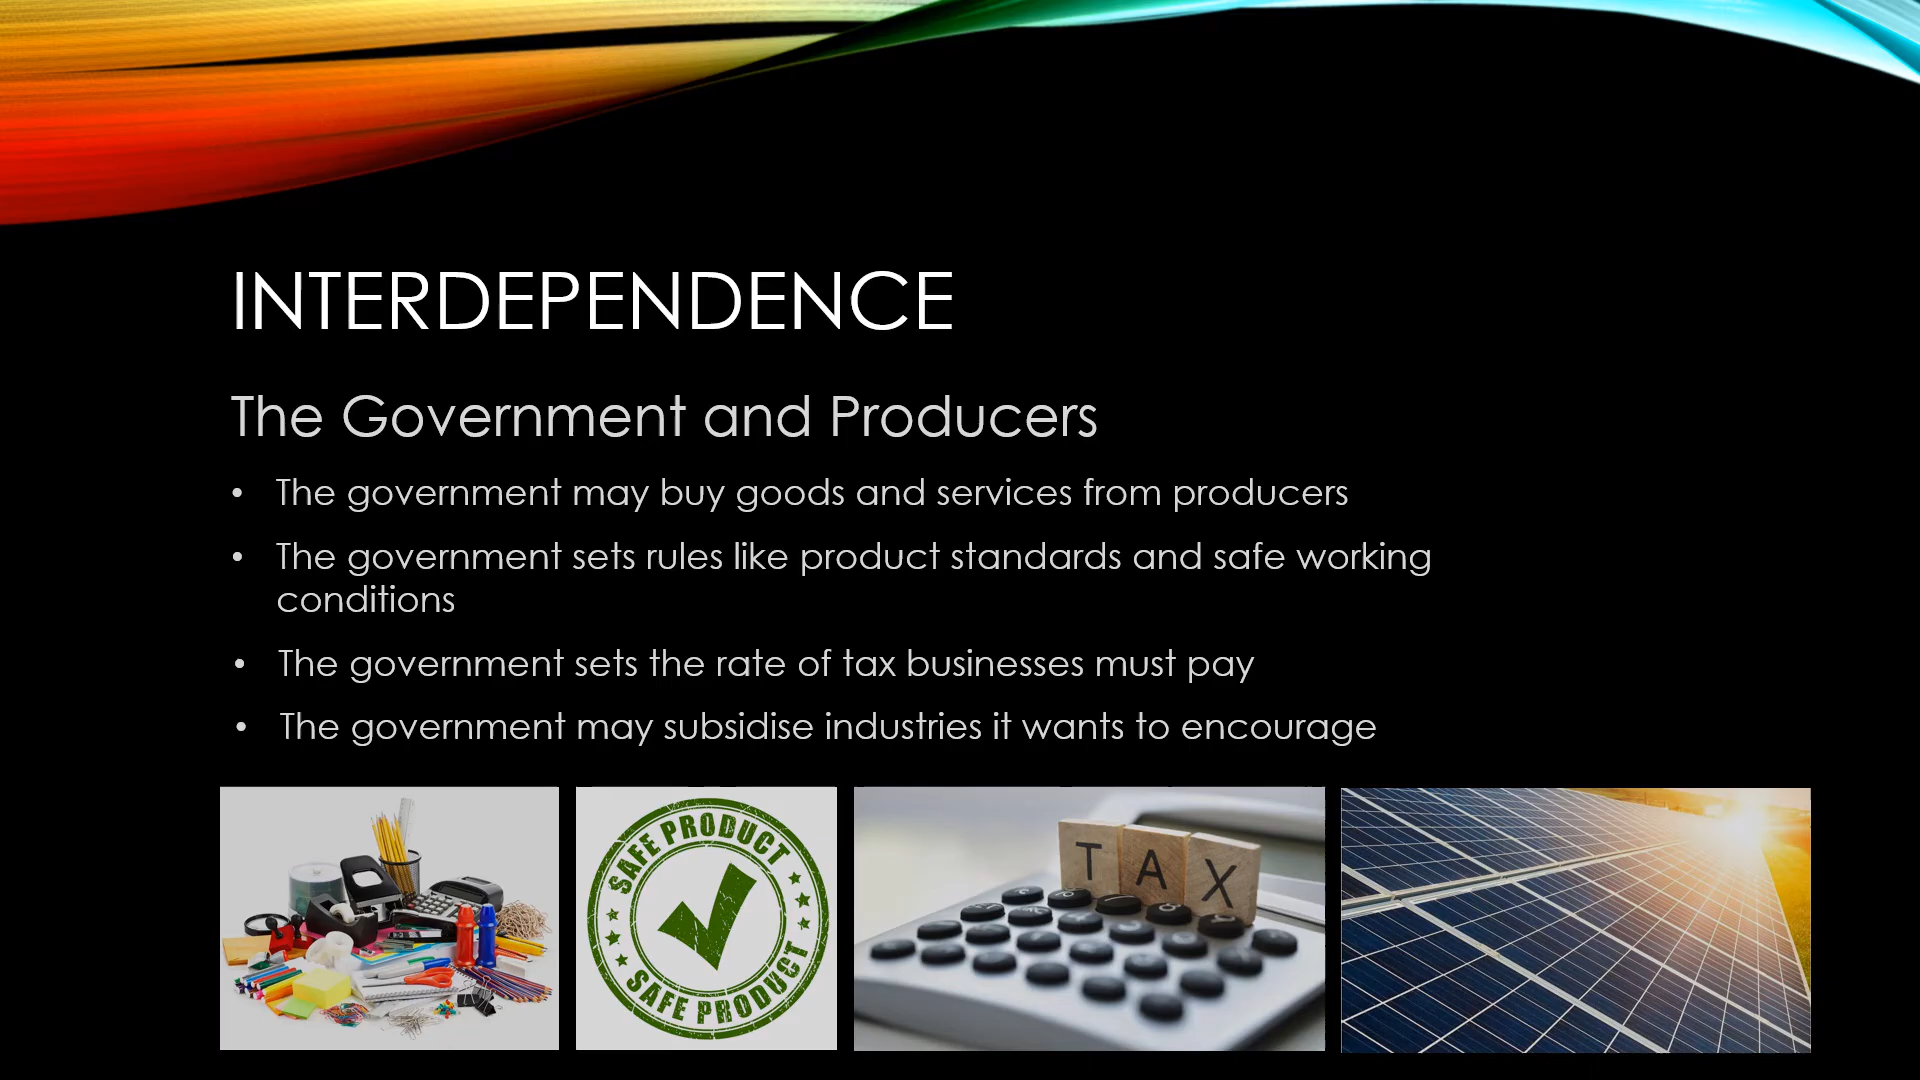 INTERDEPENDENCE
The Government and Producers
• The government may buy goods and services from producers
• The government sets rules like product standards and safe working
conditions
• The government sets the rate of tax businesses must pay
• The government may subsidise industries it wants to encourage
SAFE PRODUCT
SAFE PRODUCT
TAX